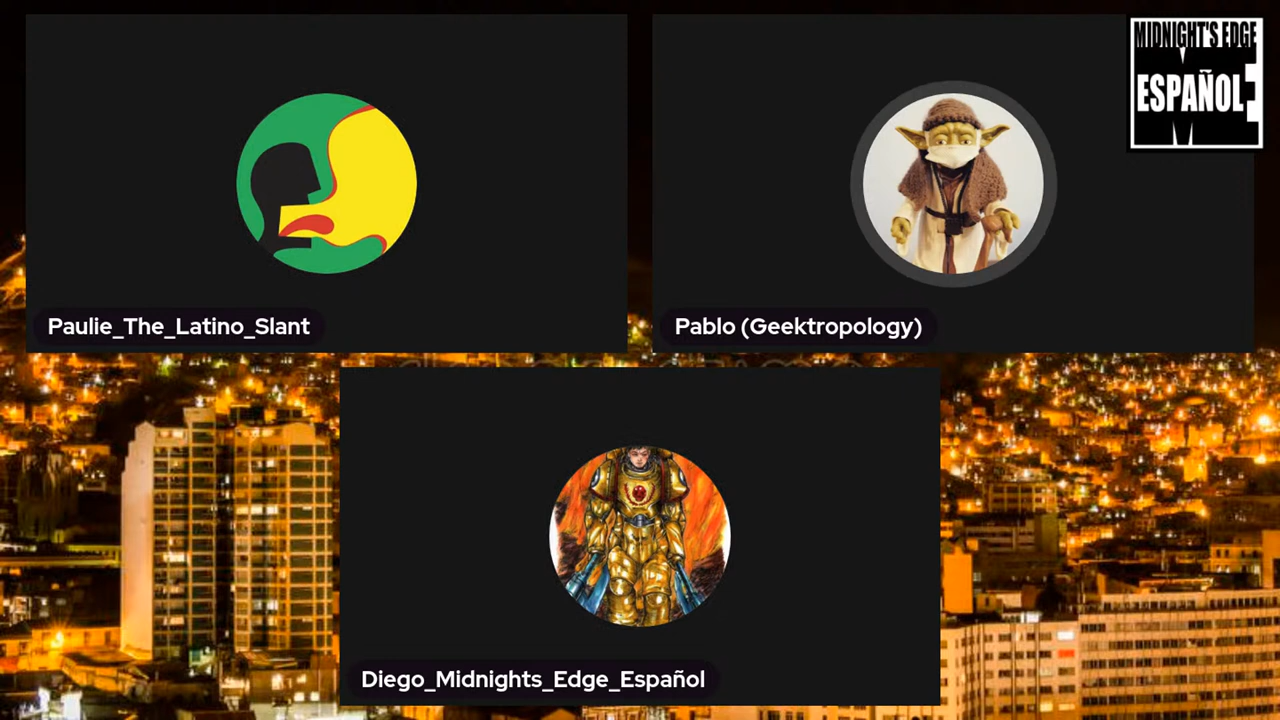 MIDNIGHT'S EDGE
ESPAÑOL
Paulie_The_Latino_Slant
Pablo (Geektropology)
Diego_Midnights_Edge_Español